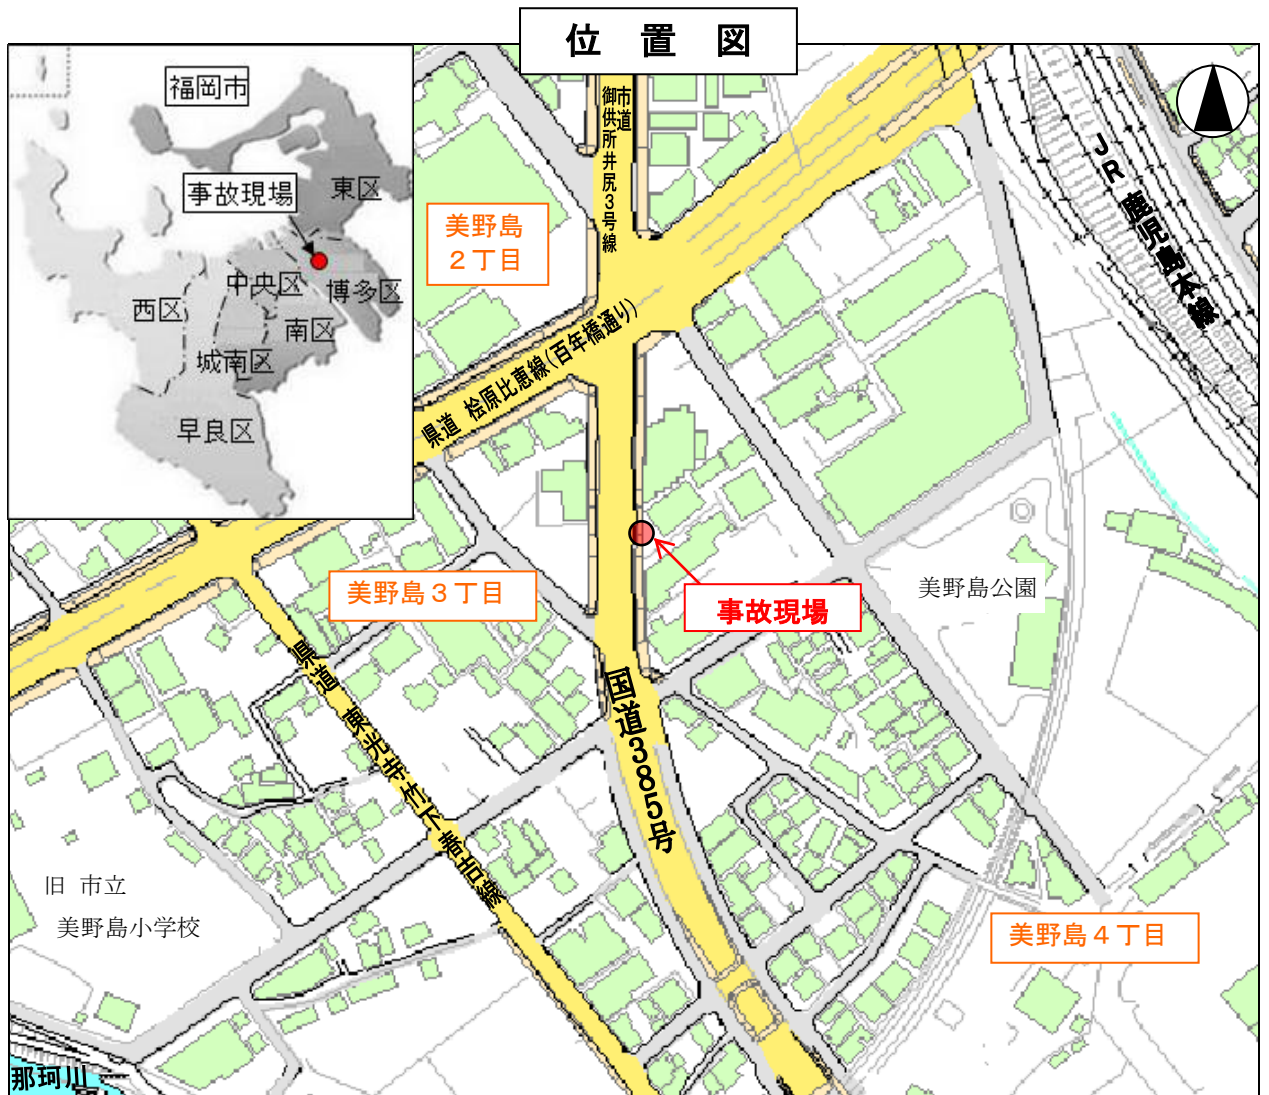 位 置 図
福岡市
事故現場
東区
中央区
博多区
西区
南区
城南区
早良区
市道
御供所井尻3号線
美野島
２丁目
県道 桧原比恵線(百年橋通り)
JR 鹿児島本線
美野島３丁目
事故現場
美野島公園
国道385号
県道 東光寺竹下春吉線
旧 市立
美野島小学校
美野島４丁目
那珂川